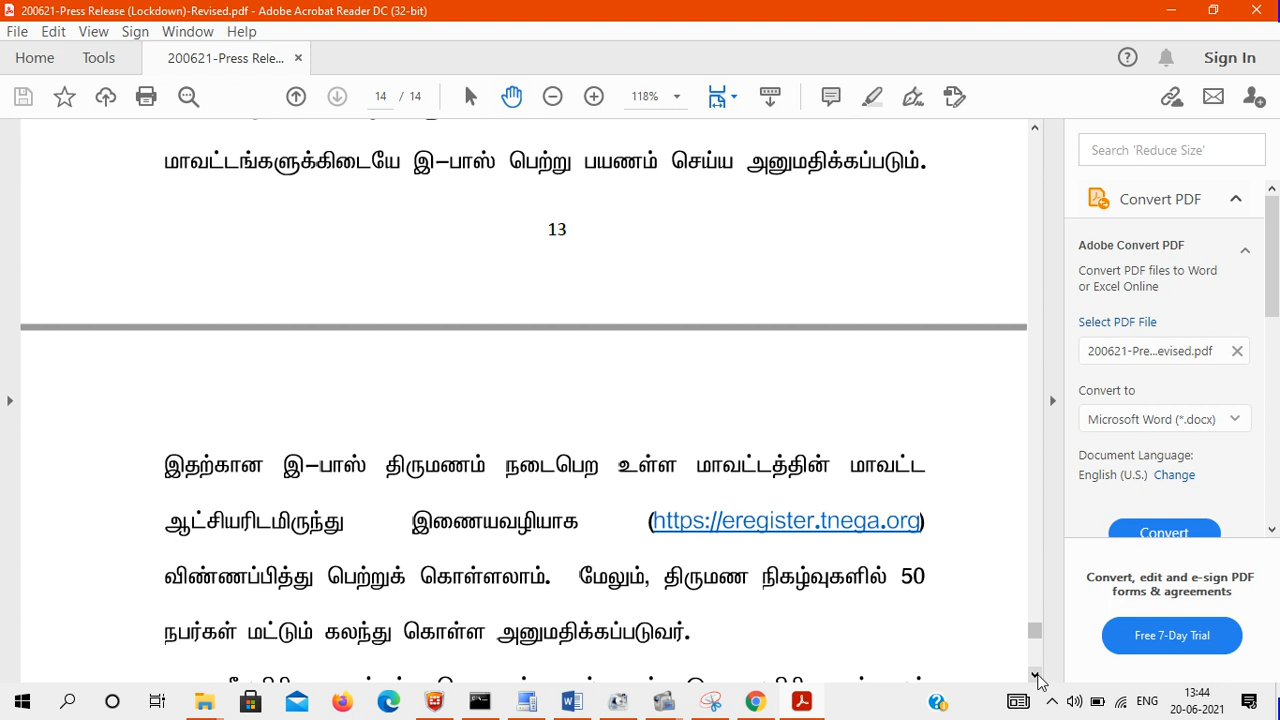 200621-Press Release (Lockdown)-Revised.pdf - Adobe Acrobat Reader DC (32-bit)
File Edit View Sign Window Help
Home Tools 200621-Press Rele... × Sign In
14 / 14 118%
Search 'Reduce Size'
மாவட்டங்களுக்கிடையே இ-பாஸ் பெற்று பயணம் செய்ய அனுமதிக்கப்படும்.
13
இதற்கான இ-பாஸ் திருமணம் நடைபெற உள்ள மாவட்டத்தின் மாவட்ட
ஆட்சியரிடமிருந்து இணையவழியாக (https://eregister.tnega.org)
விண்ணப்பித்து பெற்றுக் கொள்ளலாம். மேலும், திருமண நிகழ்வுகளில் 50
நபர்கள் மட்டும் கலந்து கொள்ள அனுமதிக்கப்படுவர்.
Convert PDF
Adobe Convert PDF
Convert PDF files to Word
or Excel Online
Select PDF File
200621-Pre...evised.pdf
Convert to
Microsoft Word (*.docx)
Document Language:
English (U.S.) Change
Convert
Convert, edit and e-sign PDF
forms & agreements
Free 7-Day Trial
ENG 13:44
20-06-2021